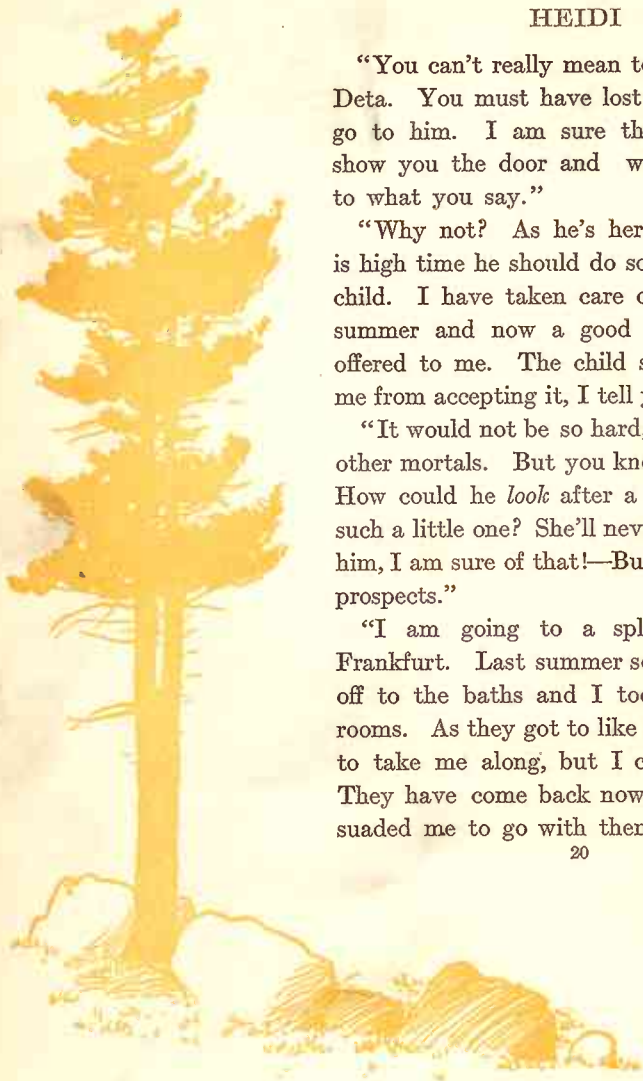 HEIDI
"You can't really mean to
Deta. You must have lost
go to him. I am sure th
show you the door and w
to what you say."
"Why not? As he's her
is high time he should do so
child. I have taken care o
summer and now a good
offered to me. The child s
me from accepting it, I tell
"It would not be so hard,
other mortals. But you kn
How could he look after a
such a little one? She'll nev
him, I am sure of that!—Bu
prospects."
"I am going to a spl
Frankfurt. Last summer s
off to the baths and I too
rooms. As they got to like
to take me along, but I c
They have come back now
suaded me to go with the
20